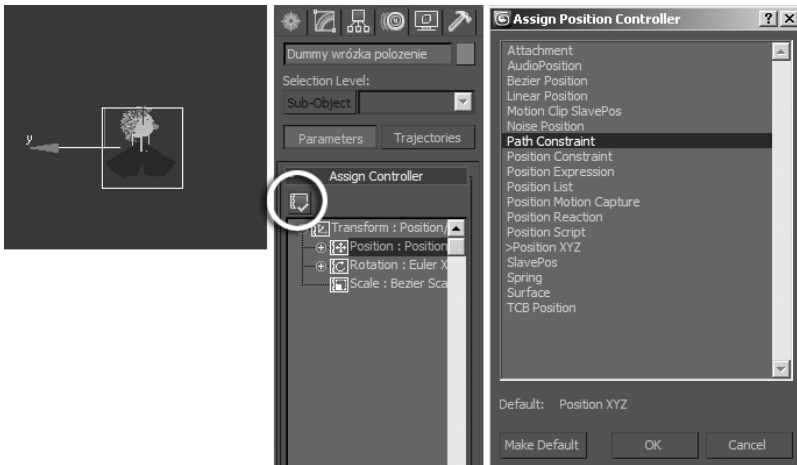 y
Dummy wrózka polozenie
Selection Level:
Sub-Object
Parameters
Trajectories
Assign Controller
Transform : Position/
Position : Position
Rotation : Euler X
Scale : Bezier Sca
Assign Position Controller
Attachment
AudioPosition
Bezier Position
Linear Position
Motion Clip SlavePos
Noise Position
Path Constraint
Position Constraint
Position Expression
Position List
Position Motion Capture
Position Reaction
Position Script
>Position XYZ
SlavePos
Spring
Surface
TCB Position
Default: Position XYZ
Make Default
OK
Cancel